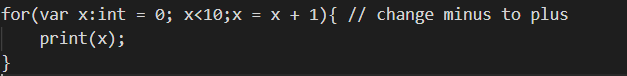 for(var x:int = 0; x<10;x = x + 1){ // change minus to plus
    print(x);
}